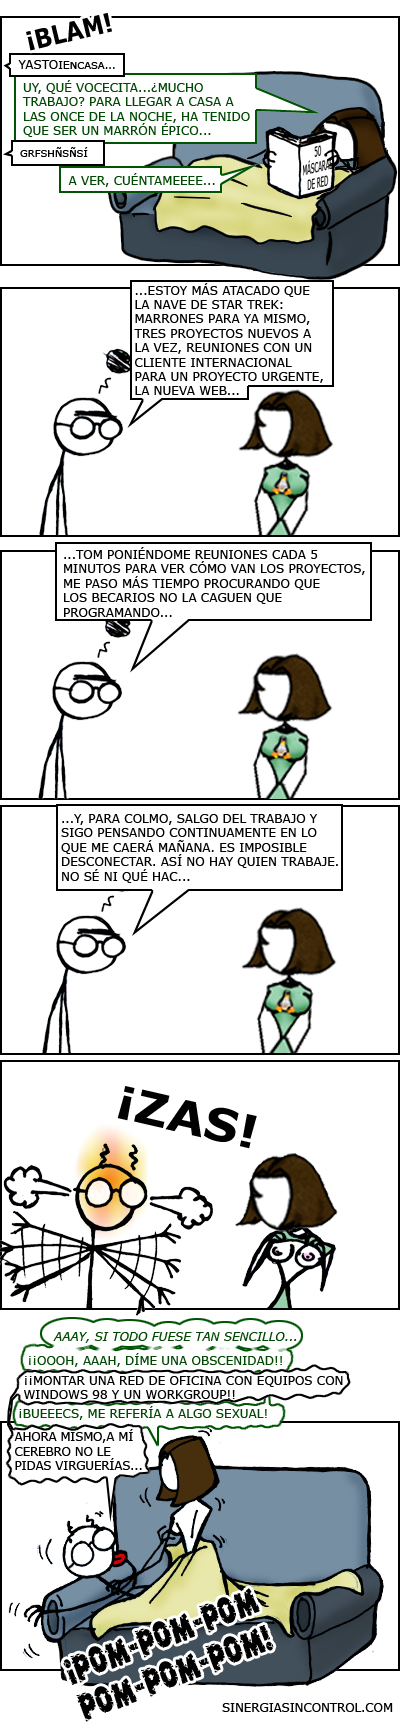 ¡BLAM!
YASTOIENCASA...
UY, QUÉ VOCECITA...¿MUCHO
TRABAJO? PARA LLEGAR A CASA A
LAS ONCE DE LA NOCHE, HA TENIDO
QUE SER UN MARRÓN ÉPICO...
GRFSHÑSÑSÍ
A VER, CUÉNTAMEEEE...
50
MÁSCARAS
DE RED
...ESTOY MÁS ATACADO QUE
LA NAVE DE STAR TREK:
MARRONES PARA YA MISMO,
TRES PROYECTOS NUEVOS A
LA VEZ, REUNIONES CON UN
CLIENTE INTERNACIONAL
PARA UN PROYECTO URGENTE,
LA NUEVA WEB...
...TOM PONIÉNDOME REUNIONES CADA 5
MINUTOS PARA VER CÓMO VAN LOS PROYECTOS,
ME PASO MÁS TIEMPO PROCURANDO QUE
LOS BECARIOS NO LA CAGUEN QUE
PROGRAMANDO...
...Y, PARA COLMO, SALGO DEL TRABAJO Y
SIGO PENSANDO CONTINUAMENTE EN LO
QUE ME CAERÁ MAÑANA. ES IMPOSIBLE
DESCONECTAR. ASÍ NO HAY QUIEN TRABAJE.
NO SÉ NI QUÉ HAC...
¡ZAS!
AAAY, SI TODO FUESE TAN SENCILLO...
¡¡OOOH, AAAH, DÍME UNA OBSCENIDAD!!
¡¡MONTAR UNA RED DE OFICINA CON EQUIPOS CON
WINDOWS 98 Y UN WORKGROUP!!
¡BUEEECS, ME REFERÍA A ALGO SEXUAL!
AHORA MISMO,A MÍ
CEREBRO NO LE
PIDAS VIRGUERÍAS...
¡POM-POM-POM
POM-POM-POM!
SINERGIASINCONTROL.COM